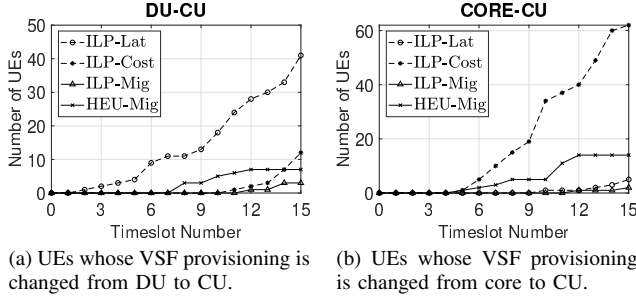 DU-CU
50
40
30
20
10
0
Number of UEs
ILP-Lat
ILP-Cost
ILP-Mig
HEU-Mig
0 3 6 9 12 15
Timeslot Number
(a) UEs whose VSF provisioning is
changed from DU to CU.
CORE-CU
60
40
20
0
Number of UEs
ILP-Lat
ILP-Cost
ILP-Mig
HEU-Mig
0 3 6 9 12 15
Timeslot Number
(b) UEs whose VSF provisioning
is changed from core to CU.